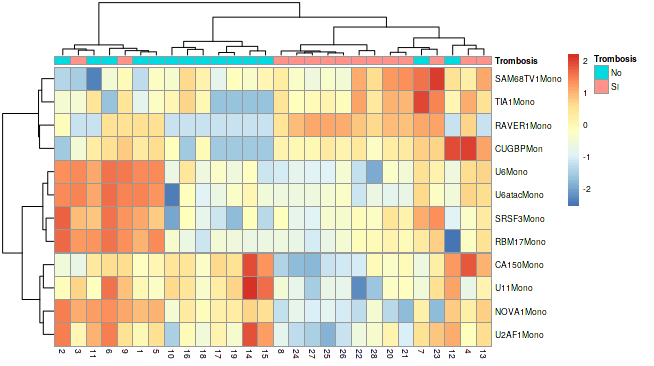 Trombosis
SAM68TV1Mono
TIA1Mono
RAVER1Mono
CUGBPMon
U6Mono
U6atacMono
SRSF3Mono
RBM17Mono
CA150Mono
U11Mono
NOVA1Mono
U2AF1Mono
2 3 11 6 9 1 5 10 16 18 17 19 14 15 8 24 27 25 26 22 28 20 21 7 23 12 4 13
2
1
0
-1
-2
Trombosis
No
SI